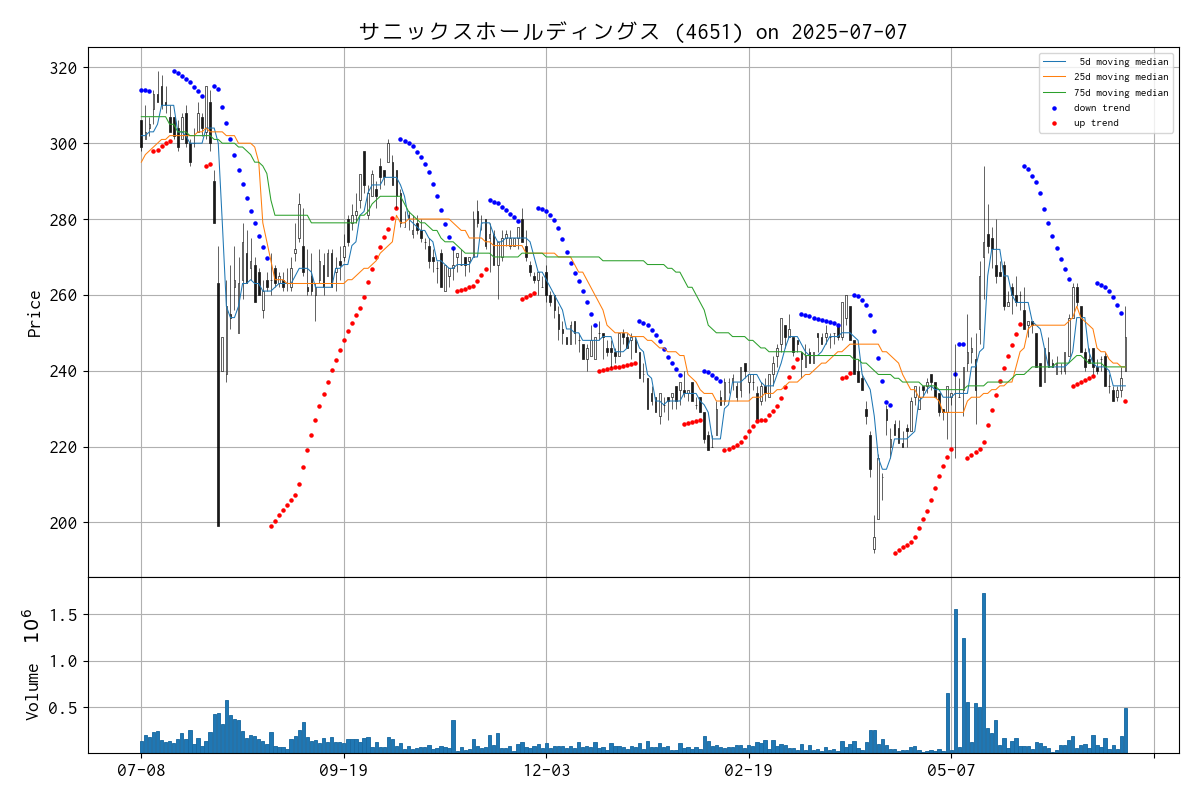 サニックスホールディングス (4651) on 2025-07-07
320
300
280
260
240
220
200
Price
5d moving median
25d moving median
75d moving median
down trend
up trend
1.5
1.0
0.5
Volume 10^6
07-08
09-19
12-03
02-19
05-07